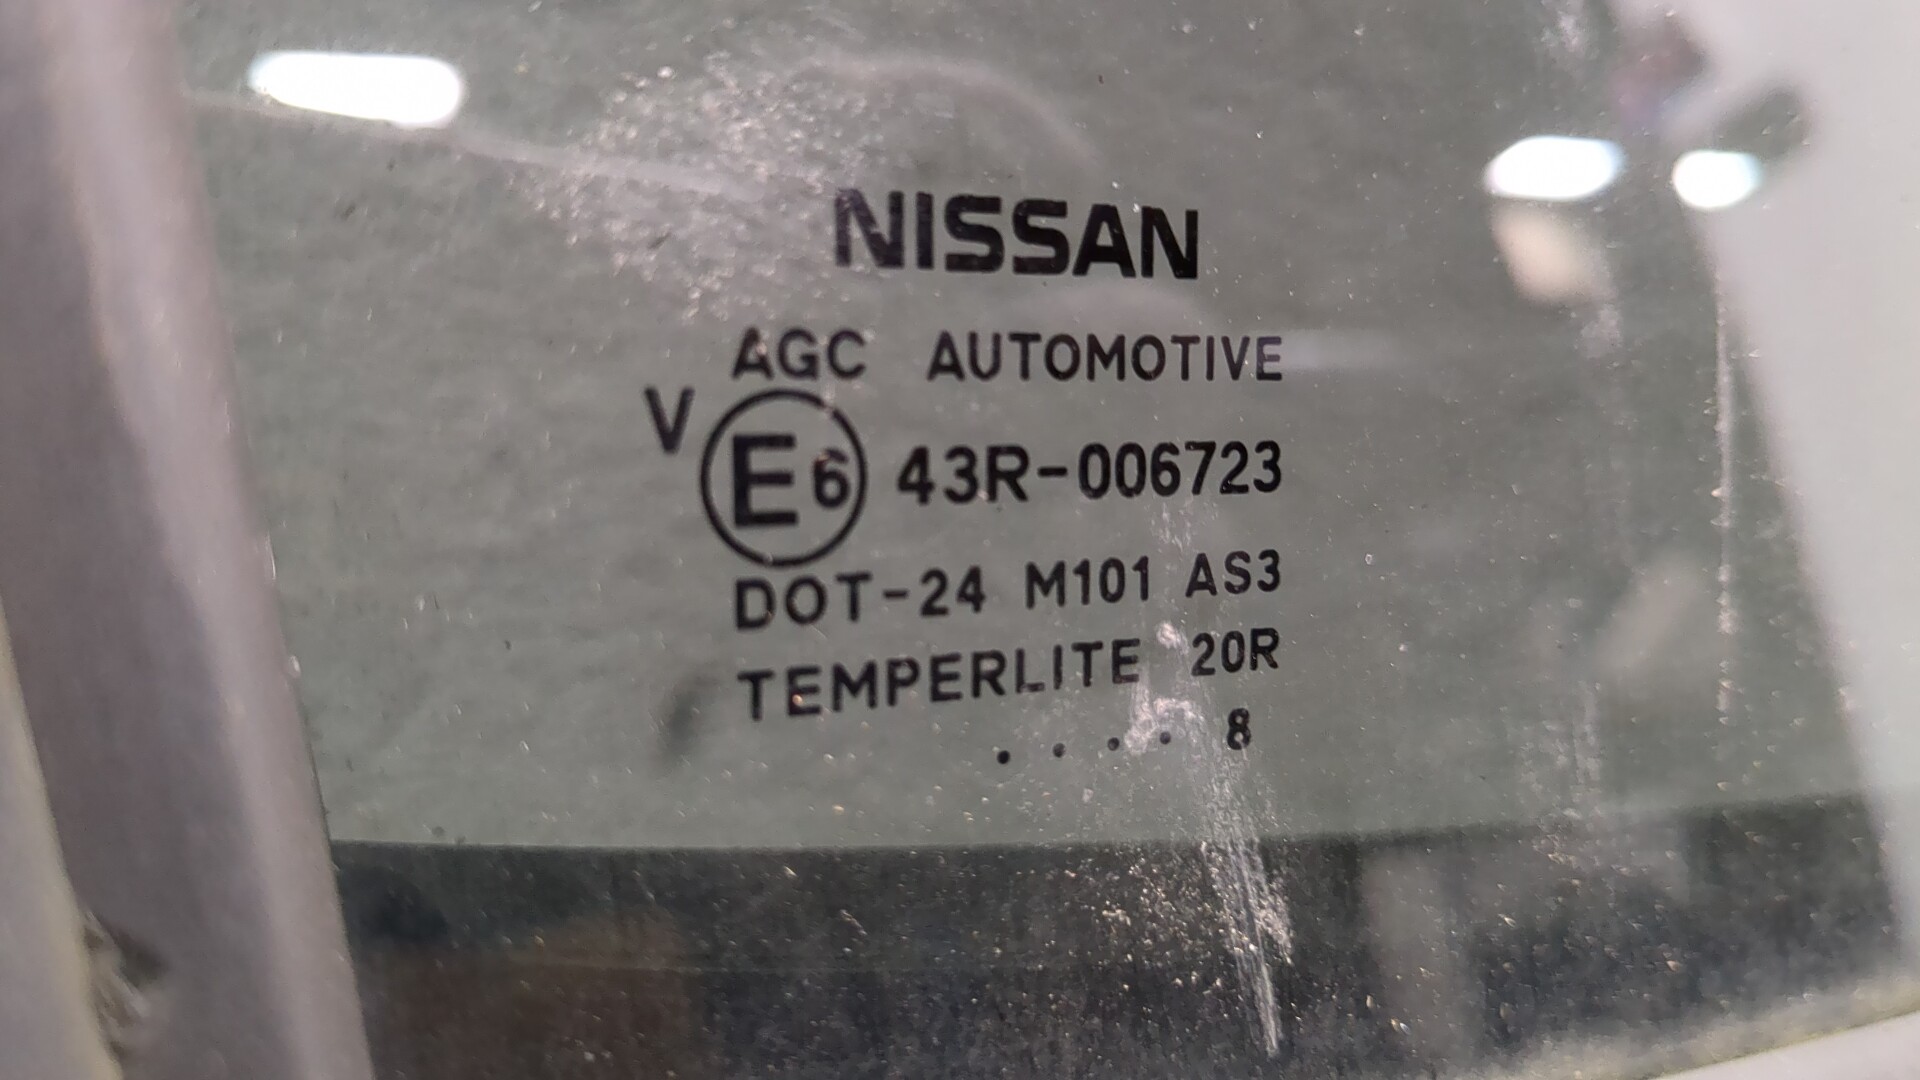 NISSAN
AGC AUTOMOTIVE
V E6 43R-006723
DOT-24 M101 AS3
TEMPERLITE 20R
. . . . 8